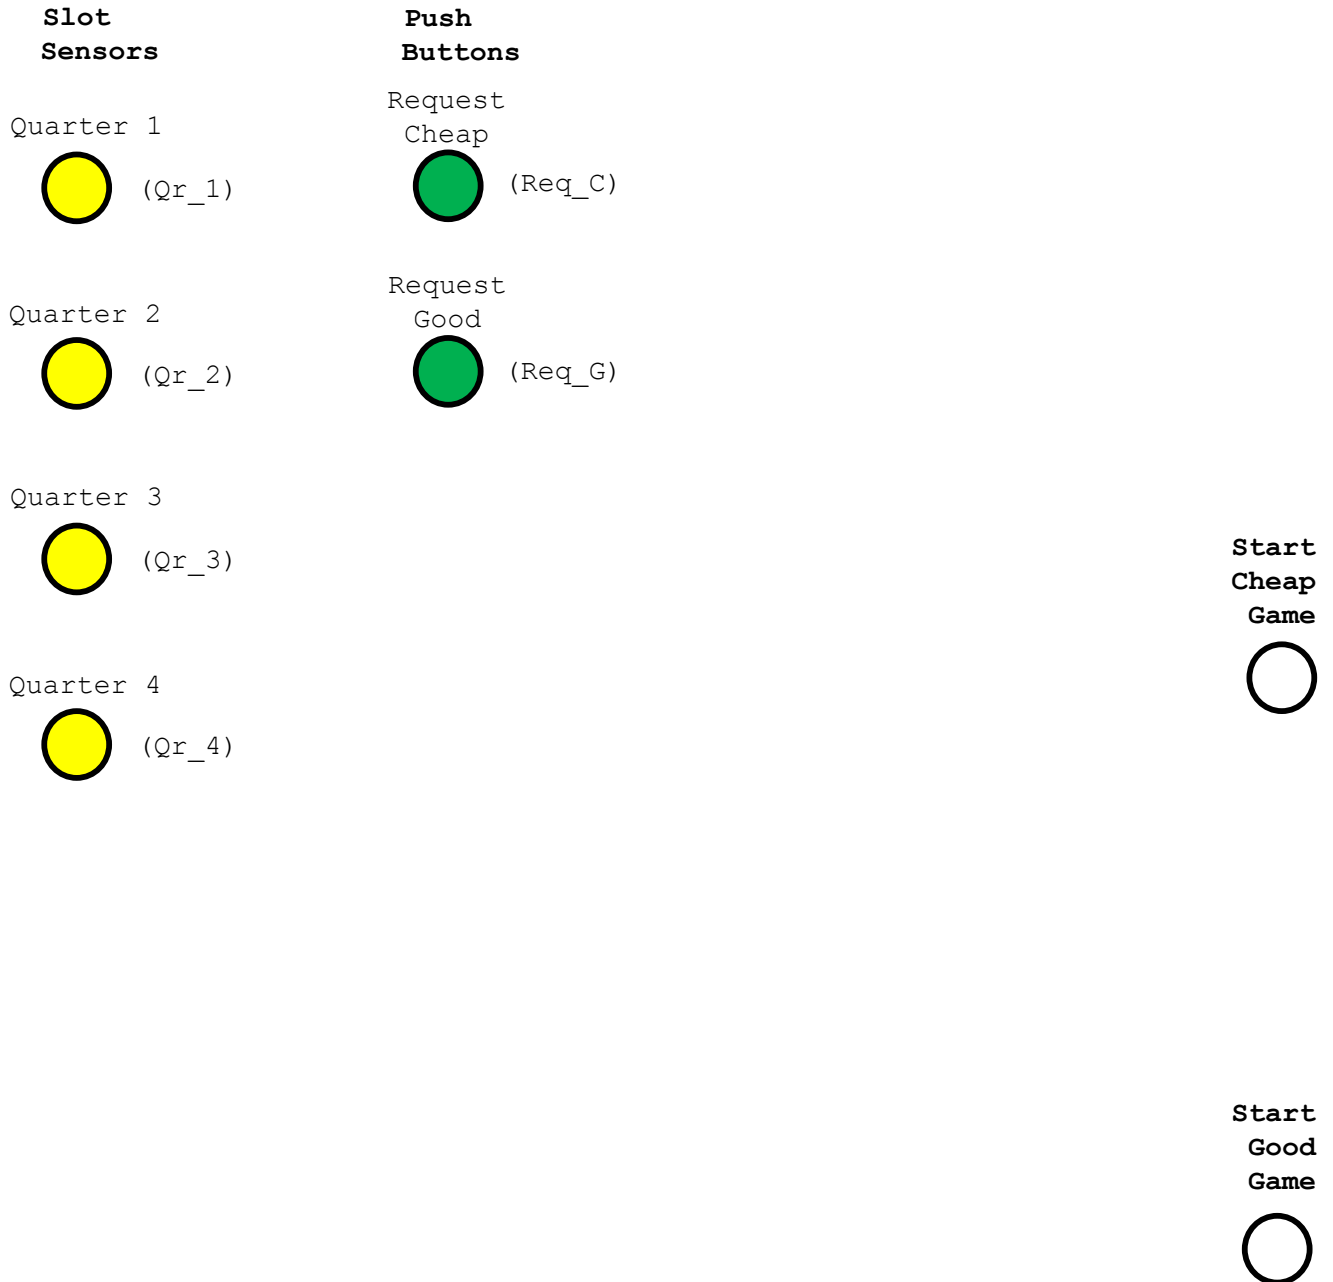 Slot
Sensors
Push
Buttons
Quarter 1
(Qr_1)
Request
Cheap
(Req_C)
Quarter 2
(Qr_2)
Request
Good
(Req_G)
Quarter 3
(Qr_3)
Start
Cheap
Game
Quarter 4
(Qr_4)
Start
Good
Game